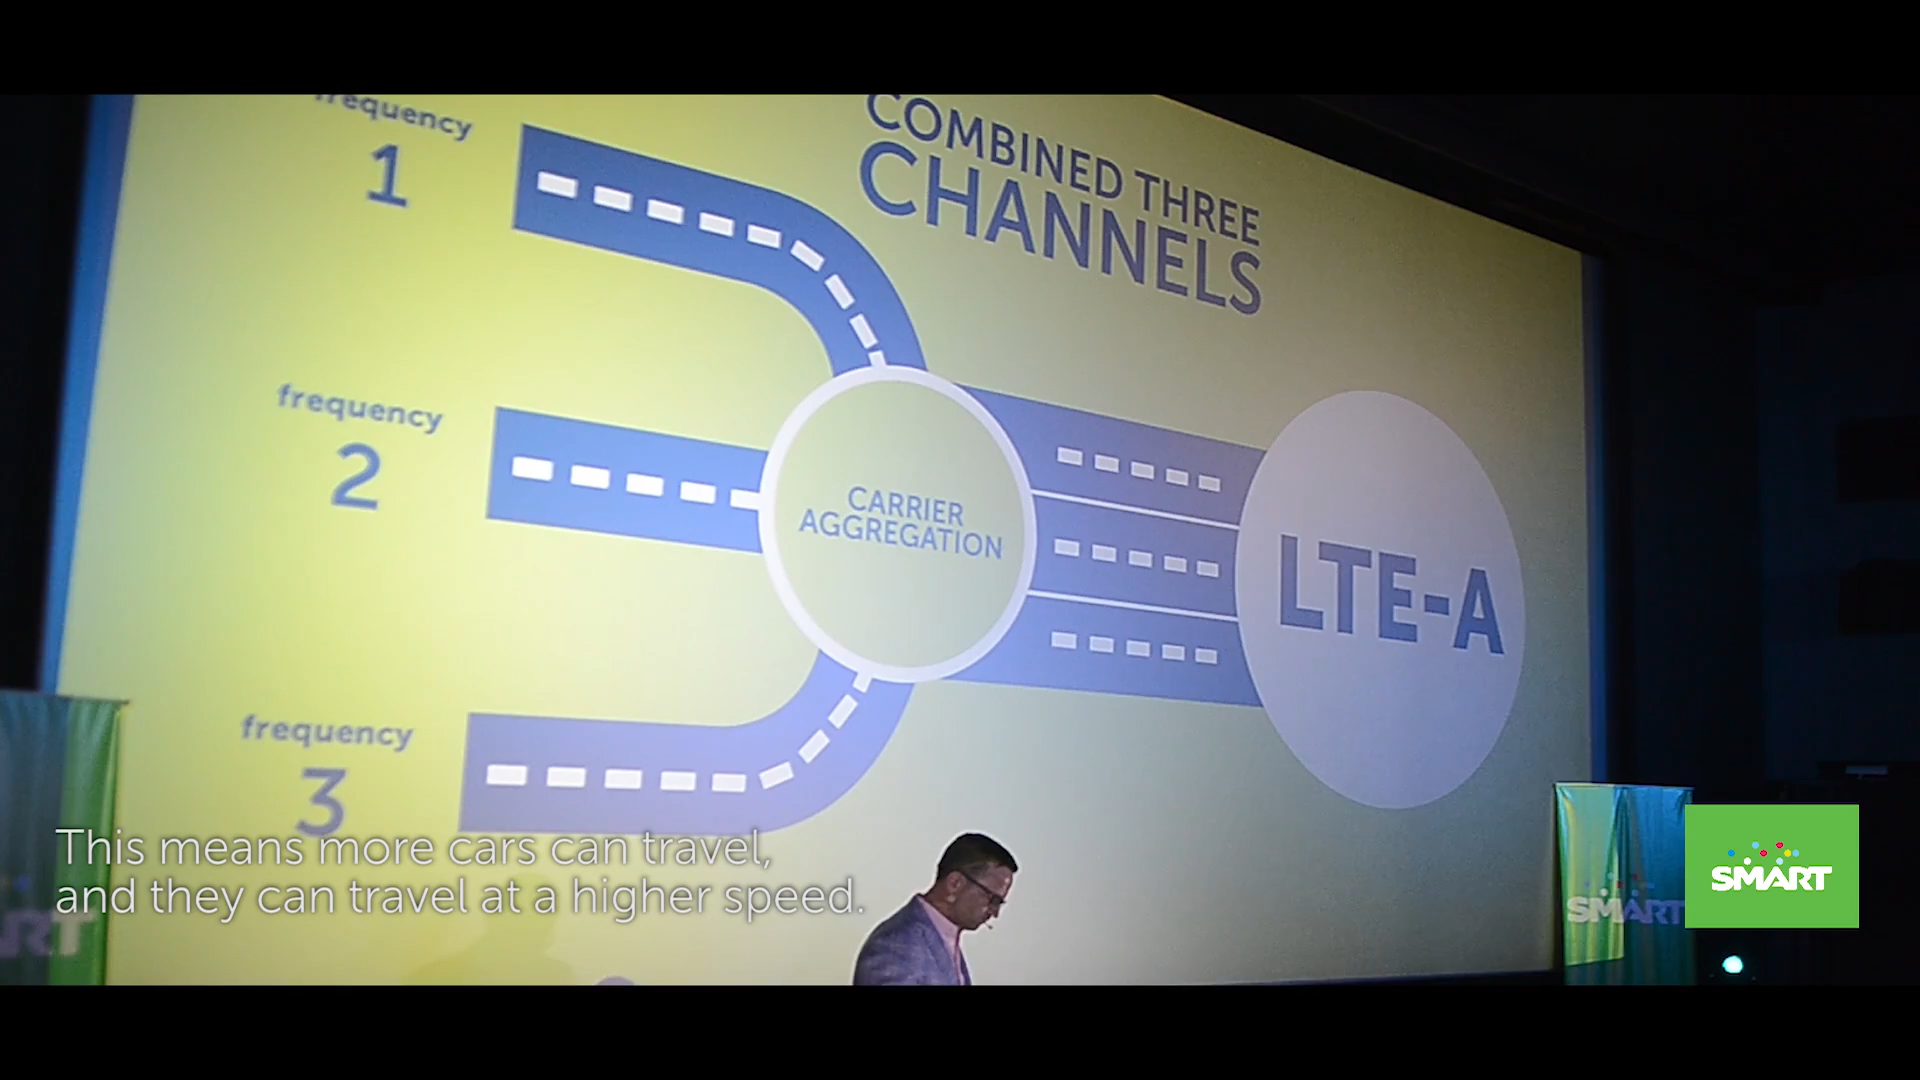 frequency
1
COMBINED THREE
CHANNELS
frequency
2
CARRIER
AGGREGATION
LTE-A
frequency
3
This means more cars can travel,
and they can travel at a higher speed.
SMART
SMART
RT